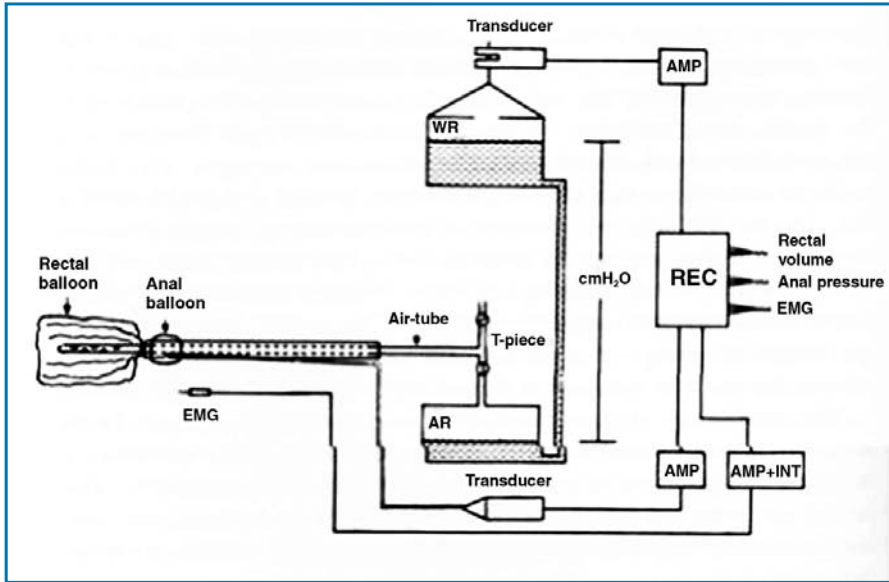 Transducer
AMP
WR
Rectal
balloon
Anal
balloon
Air-tube
T-piece
cmH₂O
REC
Rectal
volume
Anal pressure
EMG
EMG
AR
Transducer
AMP
AMP+INT